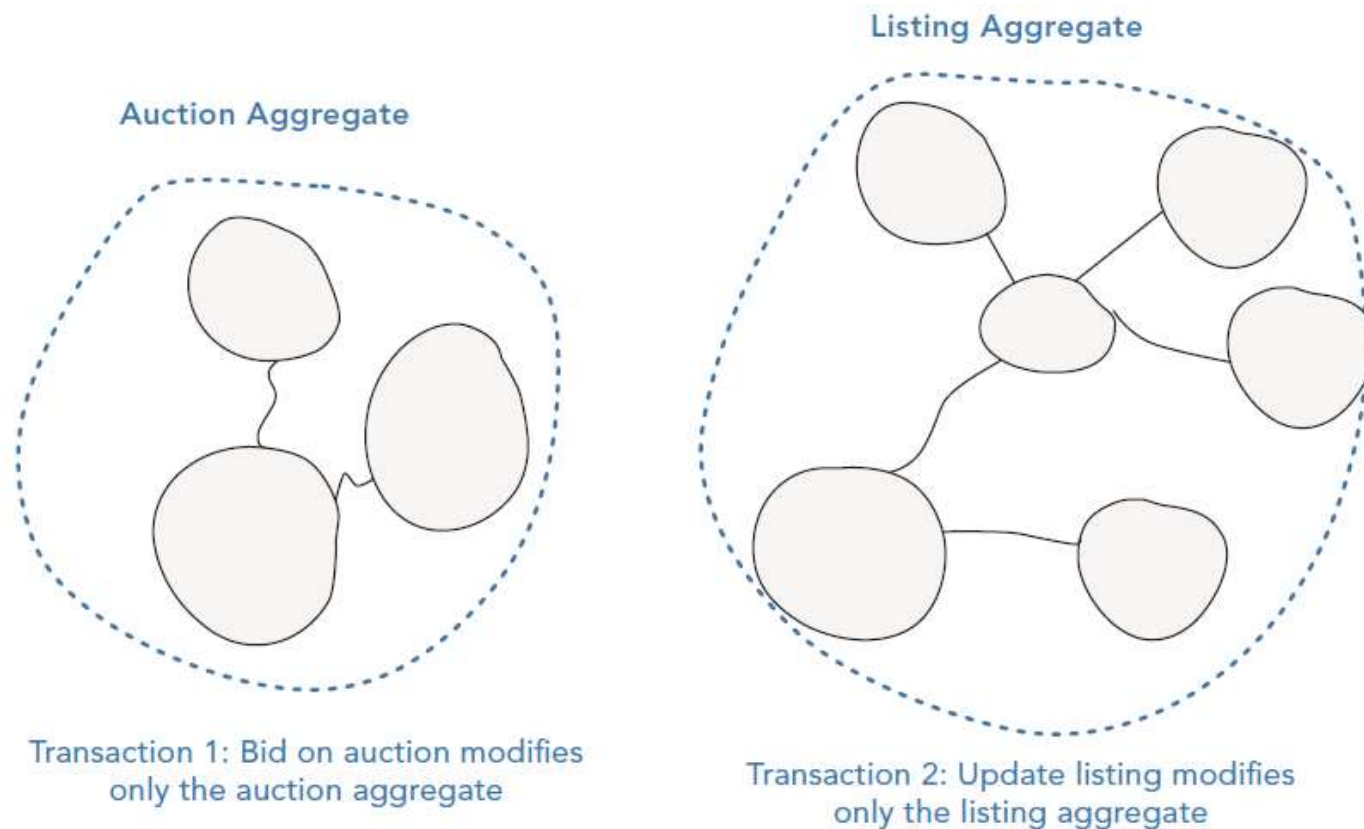 Listing Aggregate
Auction Aggregate
Transaction 1: Bid on auction modifies
only the auction aggregate
Transaction 2: Update listing modifies
only the listing aggregate